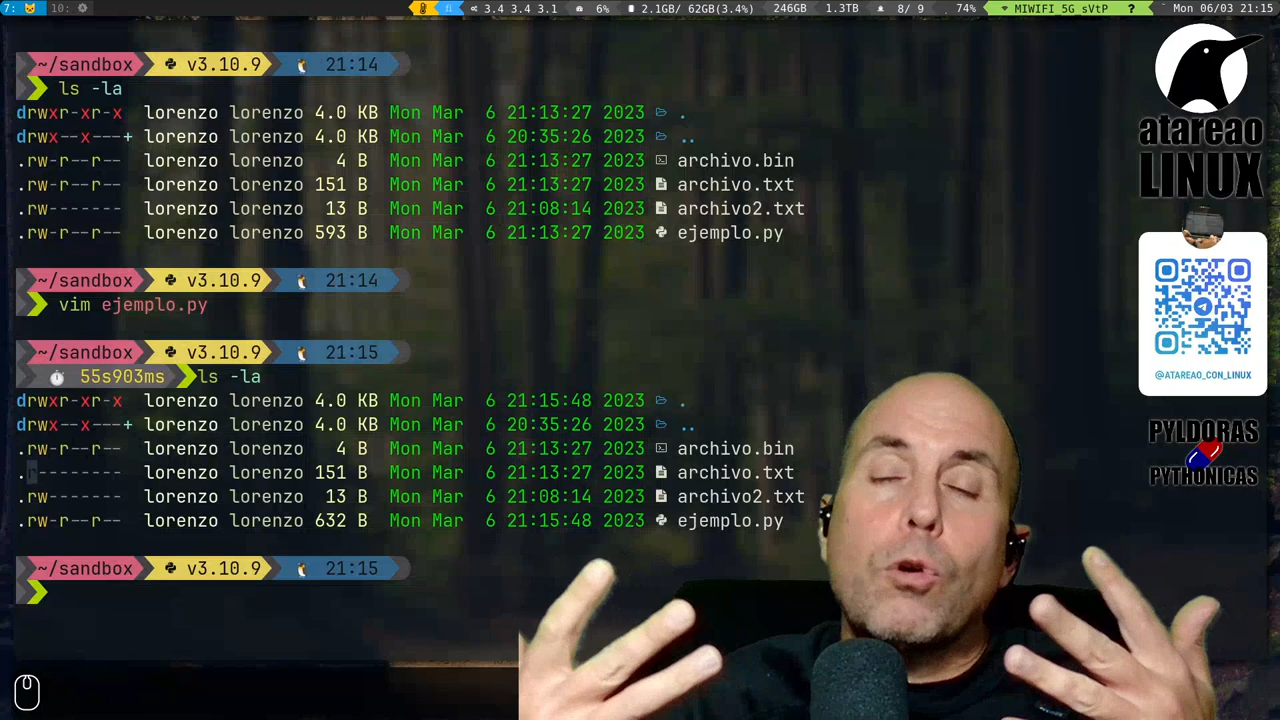 7: 10: 3.4 3.4 3.1 6% 2.1GB/ 62GB(3.4%) 246GB 1.3TB 8/ 9 74% MIWIFI_5G_sVtP ? Mon 06/03 21:15
~/sandbox v3.10.9 21:14
ls -la
drwxr-xr-x lorenzo lorenzo 4.0 KB Mon Mar 6 21:13:27 2023 .
drwx--x---+ lorenzo lorenzo 4.0 KB Mon Mar 6 20:35:26 2023 ..
.rw-r--r-- lorenzo lorenzo 4 B Mon Mar 6 21:13:27 2023 archivo.bin
.rw-r--r-- lorenzo lorenzo 151 B Mon Mar 6 21:13:27 2023 archivo.txt
.rw------- lorenzo lorenzo 13 B Mon Mar 6 21:08:14 2023 archivo2.txt
.rw-r--r-- lorenzo lorenzo 593 B Mon Mar 6 21:13:27 2023 ejemplo.py
~/sandbox v3.10.9 21:14
vim ejemplo.py
~/sandbox v3.10.9 21:15
55s903ms ls -la
drwxr-xr-x lorenzo lorenzo 4.0 KB Mon Mar 6 21:15:48 2023 .
drwx--x---+ lorenzo lorenzo 4.0 KB Mon Mar 6 20:35:26 2023 ..
.rw-r--r-- lorenzo lorenzo 4 B Mon Mar 6 21:13:27 2023 archivo.bin
.r-------- lorenzo lorenzo 151 B Mon Mar 6 21:13:27 2023 archivo.txt
.rw------- lorenzo lorenzo 13 B Mon Mar 6 21:08:14 2023 archivo2.txt
.rw-r--r-- lorenzo lorenzo 632 B Mon Mar 6 21:15:48 2023 ejemplo.py
~/sandbox v3.10.9 21:15
atareao
LINUX
@ATAREAO_CON_LINUX
PYLDORAS
PYTHONICAS